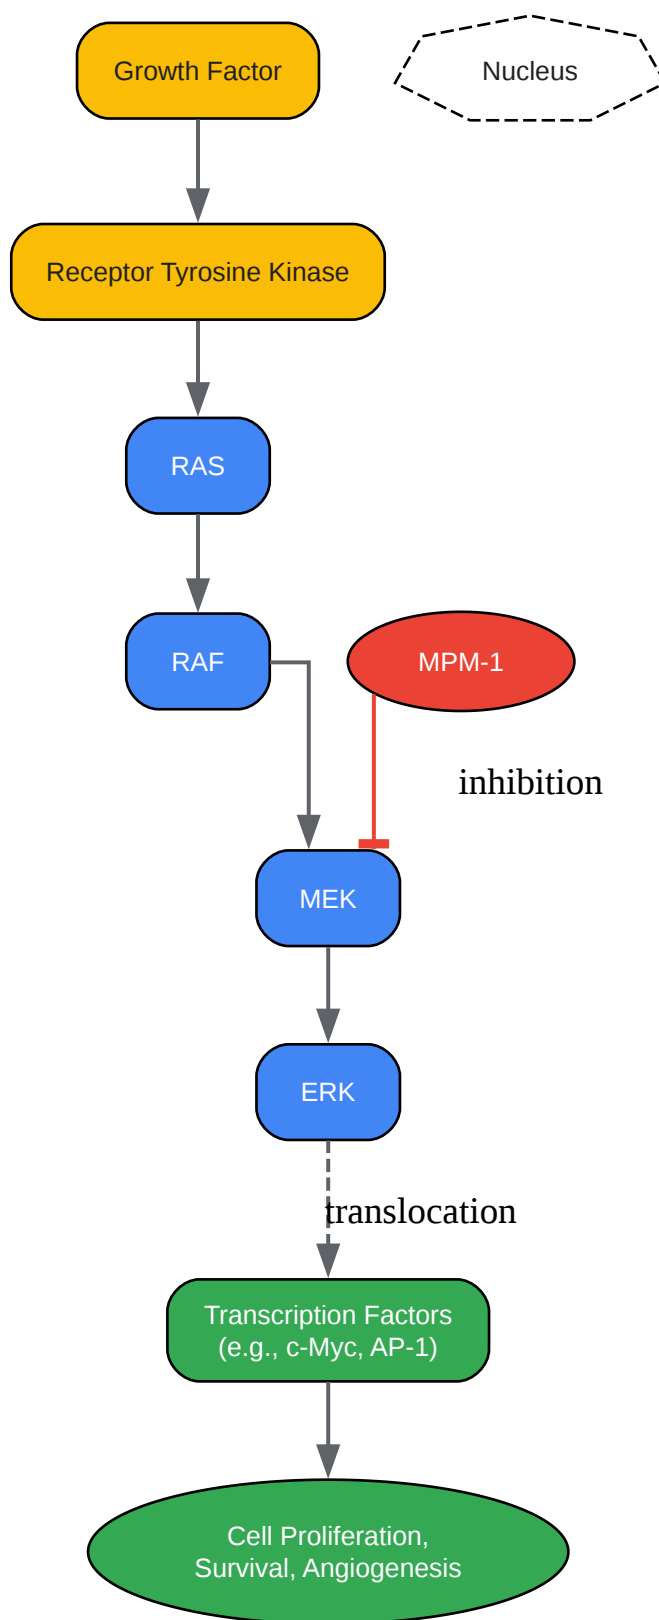 Growth Factor
Nucleus
Receptor Tyrosine Kinase
RAS
RAF
MPM-1
inhibition
MEK
ERK
translocation
Transcription Factors
(e.g., c-Myc, AP-1)
Cell Proliferation,
Survival, Angiogenesis